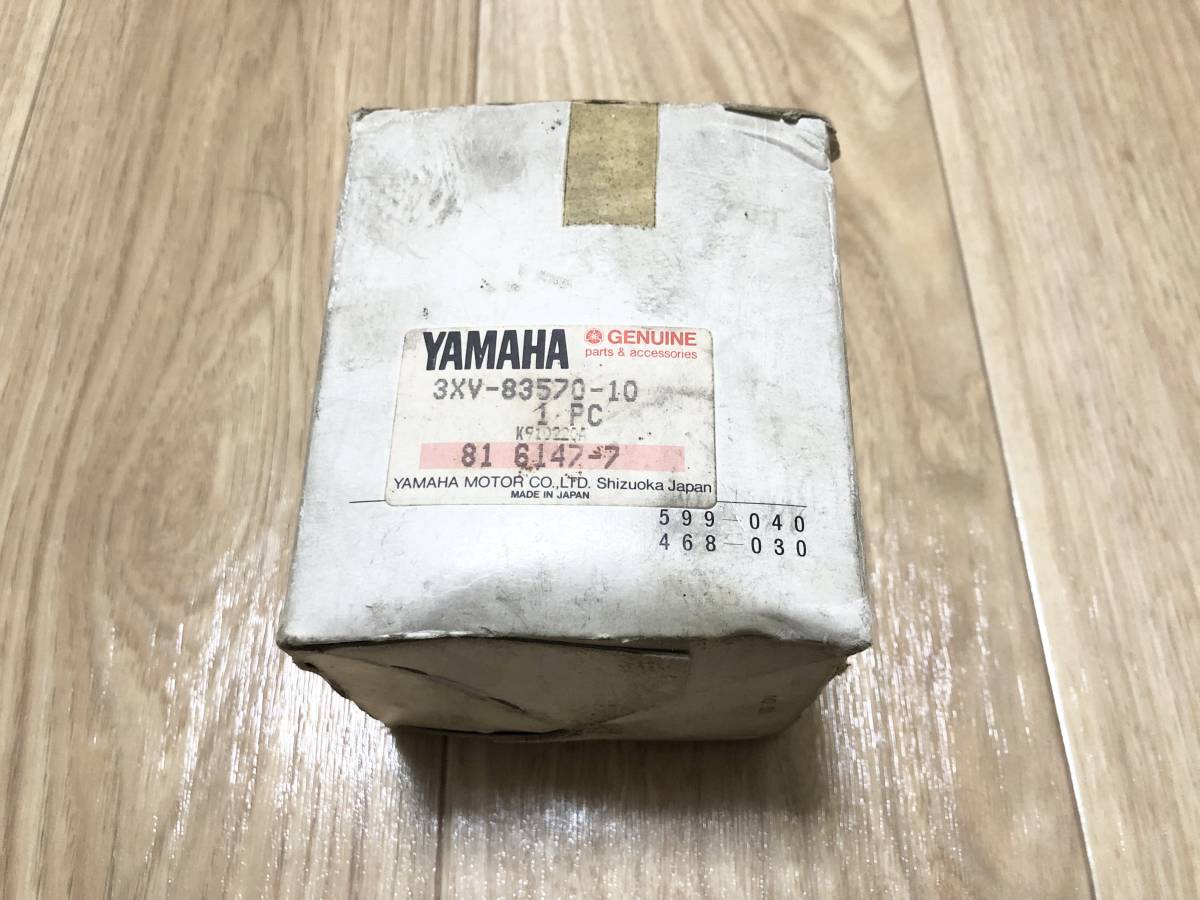 YAMAHA GENUINE
parts & accessories
3XV-83570-10
1 PC
K91D220A
81 6147-7
YAMAHA MOTOR CO.,LTD. Shizuoka Japan
MADE IN JAPAN
599-040
468-030